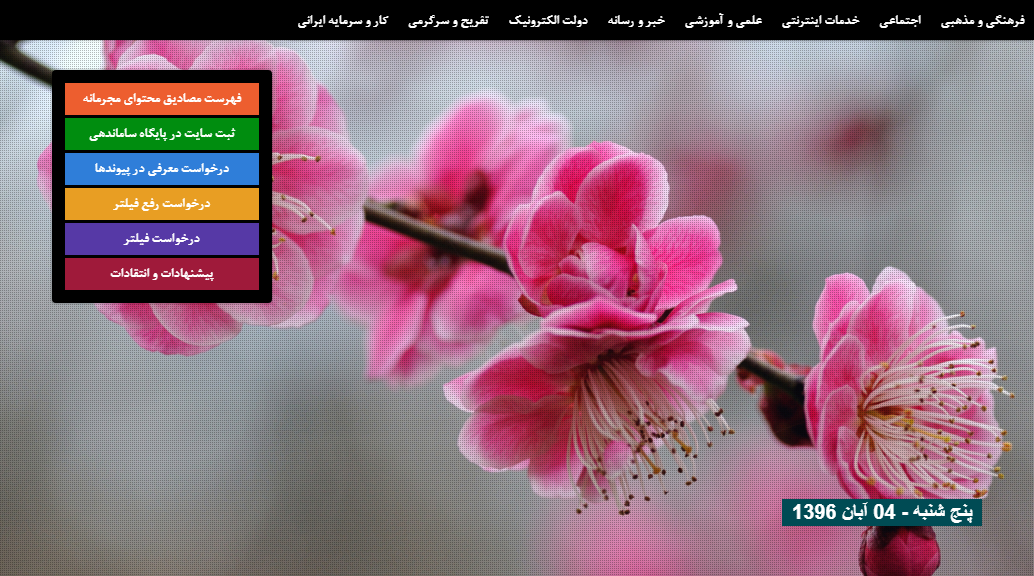 فرهنگی و مذهبی اجتماعی خدمات اینترنتی علمی و آموزشی خبر و رسانه دولت الکترونیک تفریح و سرگرمی کار و سرمایه ایرانی
فهرست مصادیق محتوای مجرمانه
ثبت سایت در پایگاه ساماندهی
درخواست معرفی در پیوندها
درخواست رفع فیلتر
درخواست فیلتر
پیشنهادات و انتقادات
پنج شنبه - 04 آبان 1396